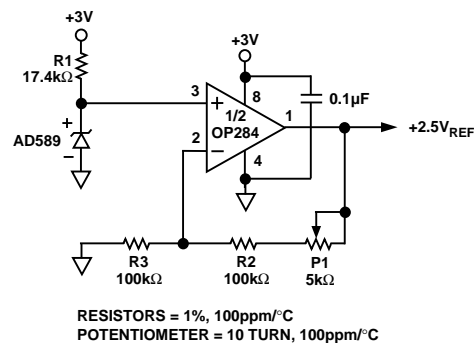 +3V
+3V
R1
17.4kΩ
3
8
0.1µF
+
1/2
OP284
1
+2.5VREF
AD589
+
−
2
−
4
R3
100kΩ
R2
100kΩ
P1
5kΩ
RESISTORS = 1%, 100ppm/°C
POTENTIOMETER = 10 TURN, 100ppm/°C